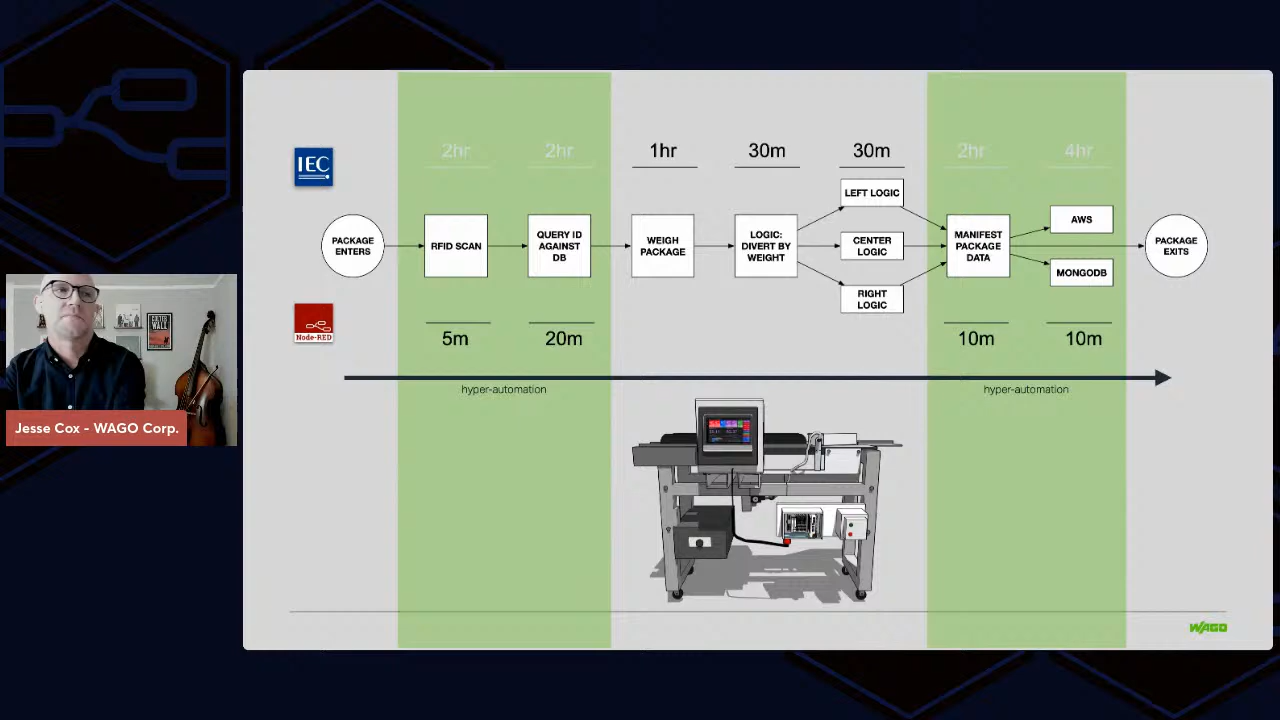 2hr
2hr
1hr
30m
30m
2hr
4hr
IEC
LEFT LOGIC
PACKAGE
ENTERS
RFID SCAN
QUERY ID
AGAINST
DB
WEIGH
PACKAGE
LOGIC:
DIVERT BY
WEIGHT
CENTER
LOGIC
RIGHT
LOGIC
MANIFEST
PACKAGE
DATA
AWS
MONGODB
PACKAGE
EXITS
Node-RED
5m
20m
10m
10m
hyper-automation
hyper-automation
Jesse Cox - WAGO Corp.
WAGO